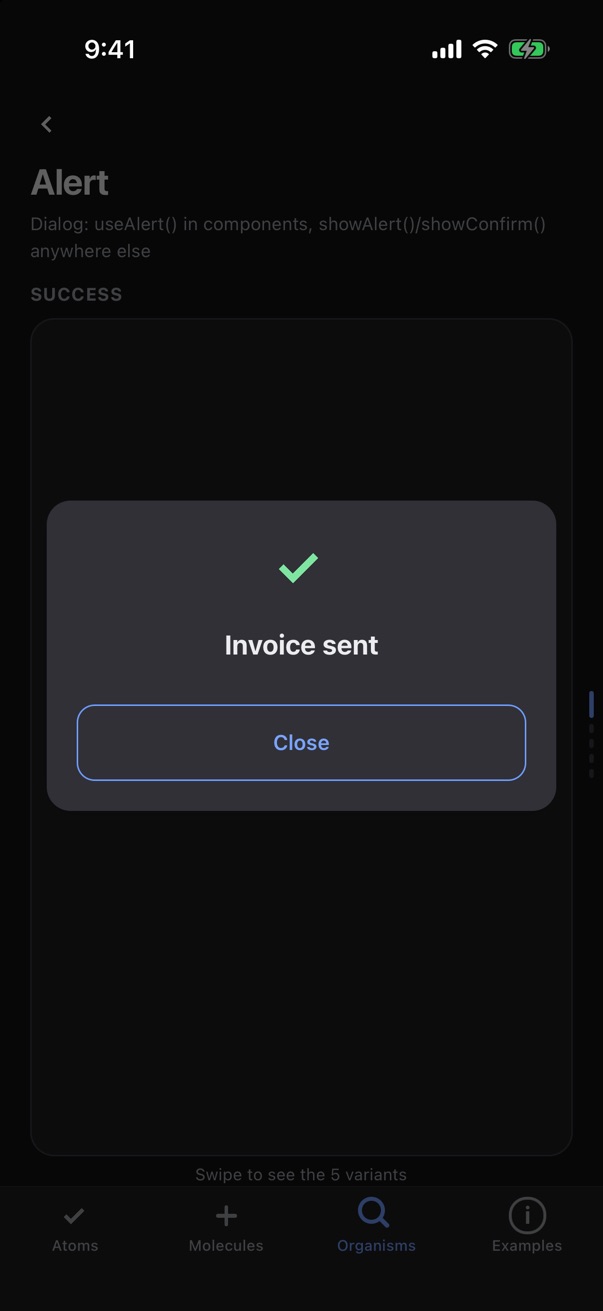 9:41
Alert
Dialog: useAlert() in components, showAlert()/showConfirm()
anywhere else
SUCCESS
Invoice sent
Close
Swipe to see the 5 variants
Atoms
Molecules
Organisms
Examples